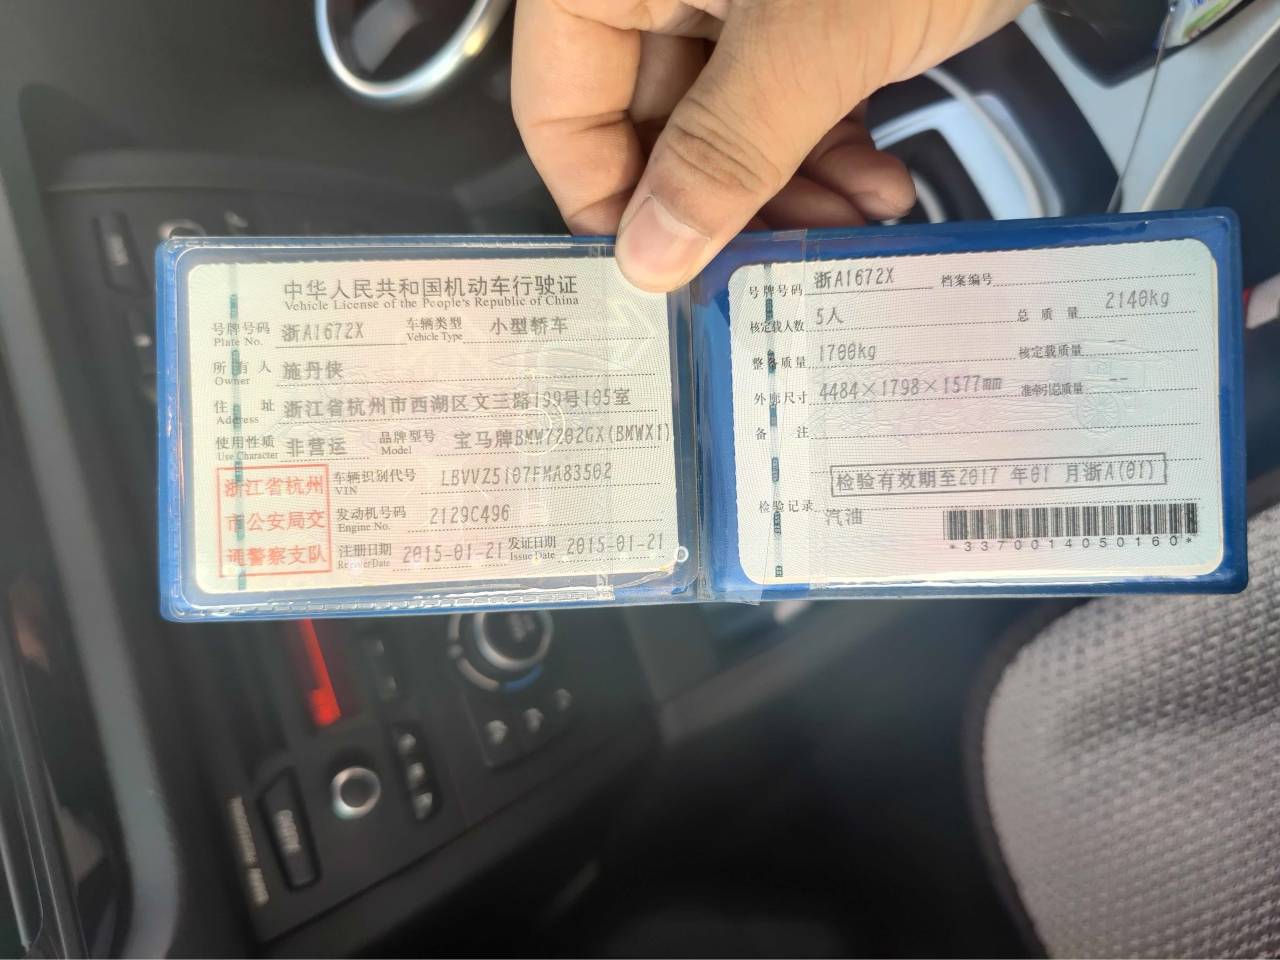 中华人民共和国机动车行驶证
Vehicle License of the People's Republic of China
号牌号码 浙A1672X 车辆类型 小型轿车
Plate No. Vehicle Type
所有人 施丹侠
Owner
住址 浙江省杭州市西湖区文三路199号105室
Address
使用性质 非营运 品牌型号 宝马牌BMW7202GX(BMWX1)
Use Character Model
浙江省杭州
市公安局交
通警察支队
车辆识别代号 LBVVZ5107FMA83502
VIN
发动机号码 2129C496
Engine No.
注册日期 2015-01-21 发证日期 2015-01-21
Register Date Issue Date
号牌号码 浙A1672X 档案编号
核定载人数 5人 总质量 2140kg
整备质量 1700kg 核定载质量 --
外廓尺寸 4484×1798×1577mm 准牵引总质量 --
备注
检验有效期至2017年01月浙A(01)
检验记录 汽油
*3370014050160*